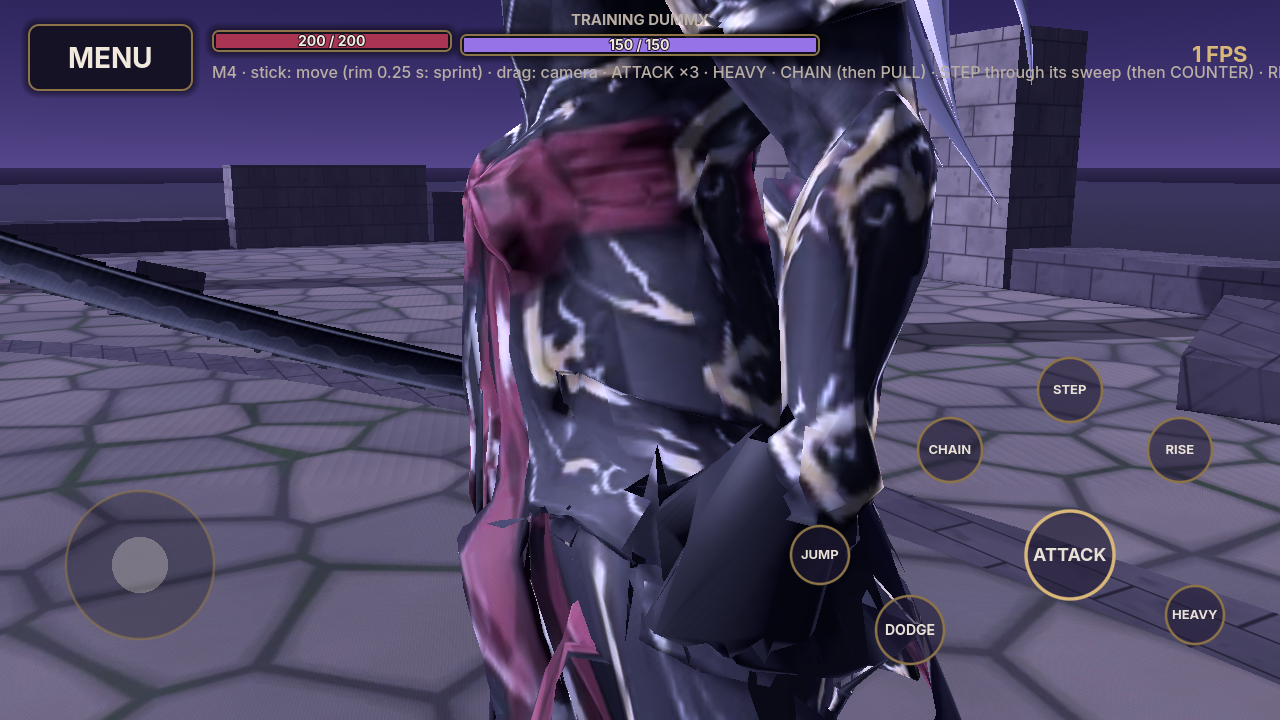 TRAINING DUMMY
MENU
200 / 200
150 / 150
1 FPS
M4 · stick: move (rim 0.25 s: sprint) · drag: camera · ATTACK ×3 · HEAVY · CHAIN (then PULL) · STEP through its sweep (then COUNTER) ·
STEP
CHAIN
RISE
JUMP
ATTACK
HEAVY
DODGE